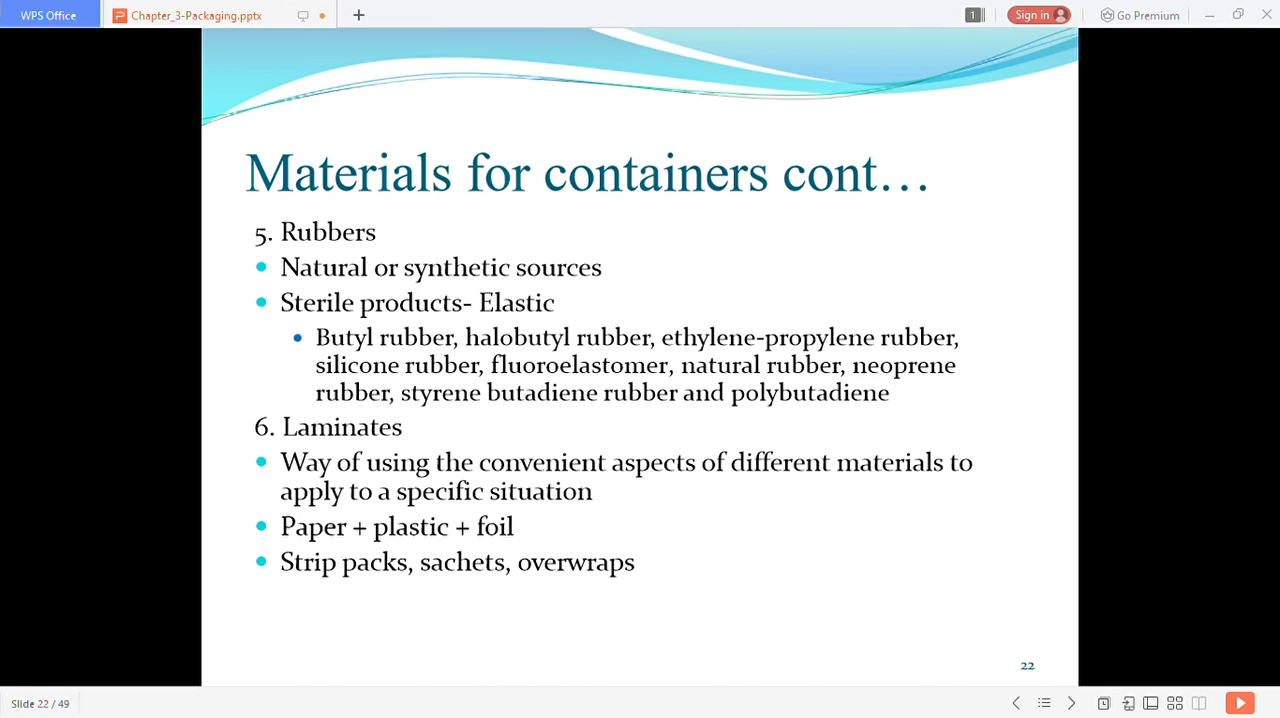 WPS Office
Chapter_3-Packaging.pptx
1
Sign in
Go Premium
Materials for containers cont…
5. Rubbers
Natural or synthetic sources
Sterile products- Elastic
Butyl rubber, halobutyl rubber, ethylene-propylene rubber,
silicone rubber, fluoroelastomer, natural rubber, neoprene
rubber, styrene butadiene rubber and polybutadiene
6. Laminates
Way of using the convenient aspects of different materials to
apply to a specific situation
Paper + plastic + foil
Strip packs, sachets, overwraps
22
Slide 22 / 49